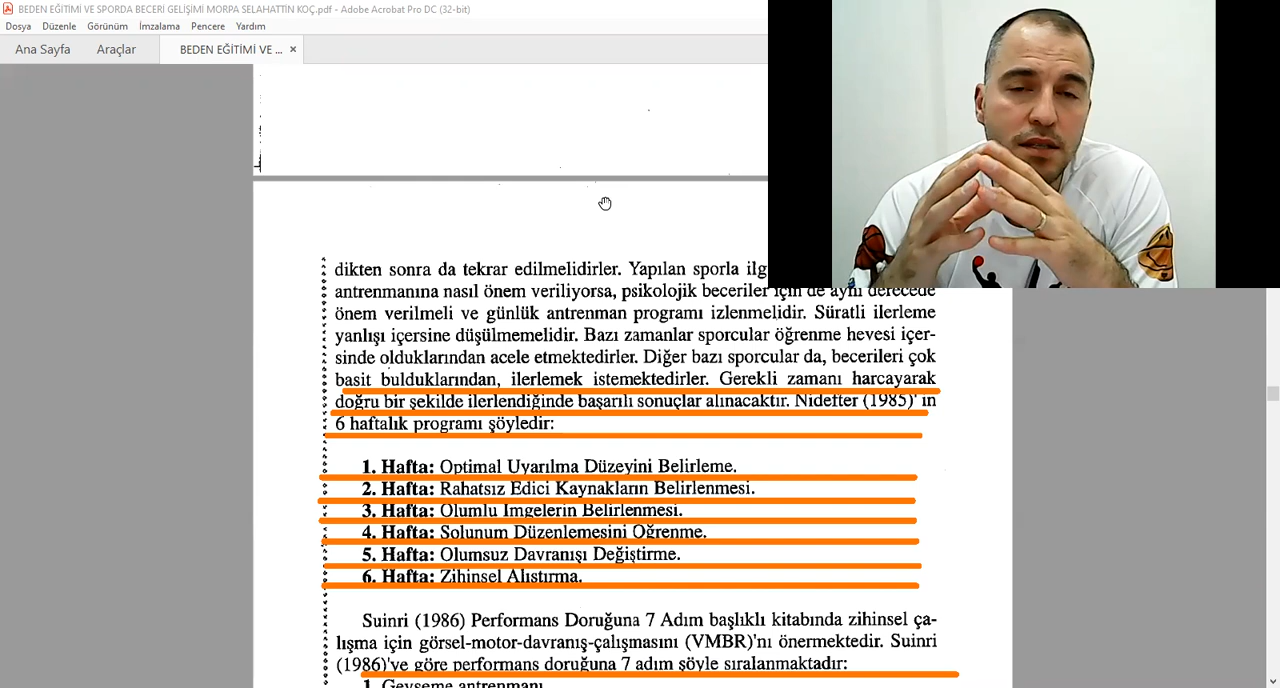 BEDEN EĞİTİMİ VE SPORDA BECERİ GELİŞİMİ MORPA SELAHATTİN KOÇ.pdf - Adobe Acrobat Pro DC (32-bit)
Dosya Düzenle Görünüm İmzalama Pencere Yardım
Ana Sayfa Araçlar BEDEN EĞİTİMİ VE ... ×
dikten sonra da tekrar edilmelidirler. Yapılan sporla ilg
antrenmanına nasıl önem veriliyorsa, psikolojik beceriler için de aynı derecede
önem verilmeli ve günlük antrenman programı izlenmelidir. Süratli ilerleme
yanlışı içersine düşülmemelidir. Bazı zamanlar sporcular öğrenme hevesi içer-
sinde olduklarından acele etmektedirler. Diğer bazı sporcular da, becerileri çok
basit bulduklarından, ilerlemek istemektedirler. Gerekli zamanı harcayarak
doğru bir şekilde ilerlendiğinde başarılı sonuçlar alınacaktır. Nidefter (1985)' in
6 haftalık programı şöyledir:
1. Hafta: Optimal Uyarılma Düzeyini Belirleme.
2. Hafta: Rahatsız Edici Kaynakların Belirlenmesi.
3. Hafta: Olumlu İmgelerin Belirlenmesi.
4. Hafta: Solunum Düzenlemesini Öğrenme.
5. Hafta: Olumsuz Davranışı Değiştirme.
6. Hafta: Zihinsel Alıştırma.
Suinri (1986) Performans Doruğuna 7 Adım başlıklı kitabında zihinsel ça-
lışma için görsel-motor-davranış-çalışmasını (VMBR)'nı önermektedir. Suinri
(1986)'ye göre performans doruğuna 7 adım şöyle sıralanmaktadır:
1. Gevşeme antrenmanı